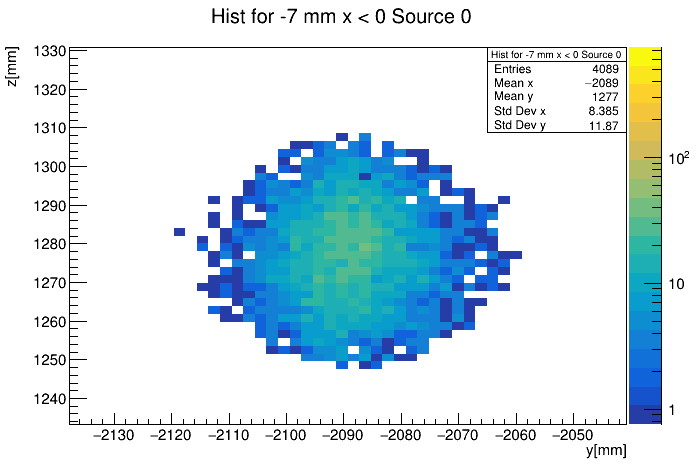 Hist for -7 mm x < 0 Source 0
z[mm]
1330
1320
1310
1300
1290
1280
1270
1260
1250
1240
Hist for -7 mm x < 0 Source 0
Entries 4089
Mean x −2089
Mean y 1277
Std Dev x 8.385
Std Dev y 11.87
10²
10
1
−2130 −2120 −2110 −2100 −2090 −2080 −2070 −2060 −2050
y[mm]